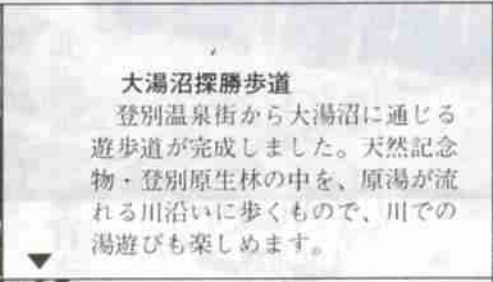 大湯沼探勝歩道
登別温泉街から大湯沼に通じる
遊歩道が完成しました。天然記念
物・登別原生林の中を、原湯が流
れる川沿いに歩くもので、川での
湯遊びも楽しめます。